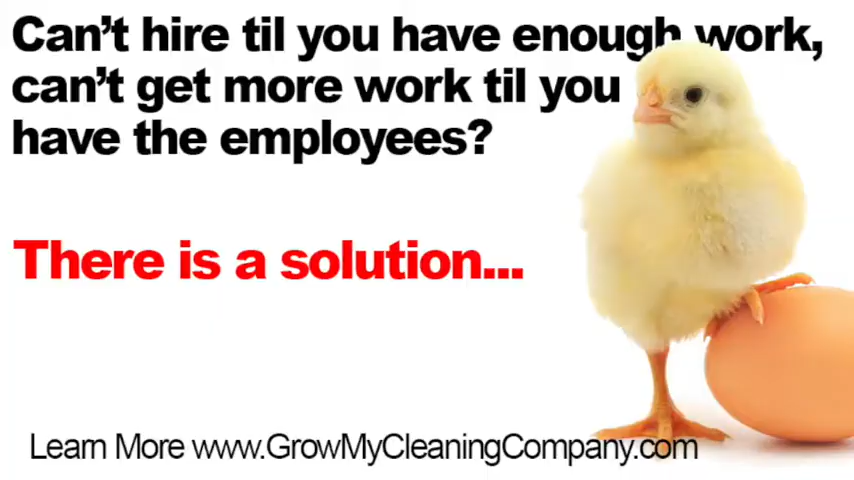 Can't hire til you have enough work,
can't get more work til you
have the employees?
There is a solution...
Learn More www.GrowMyCleaningCompany.com